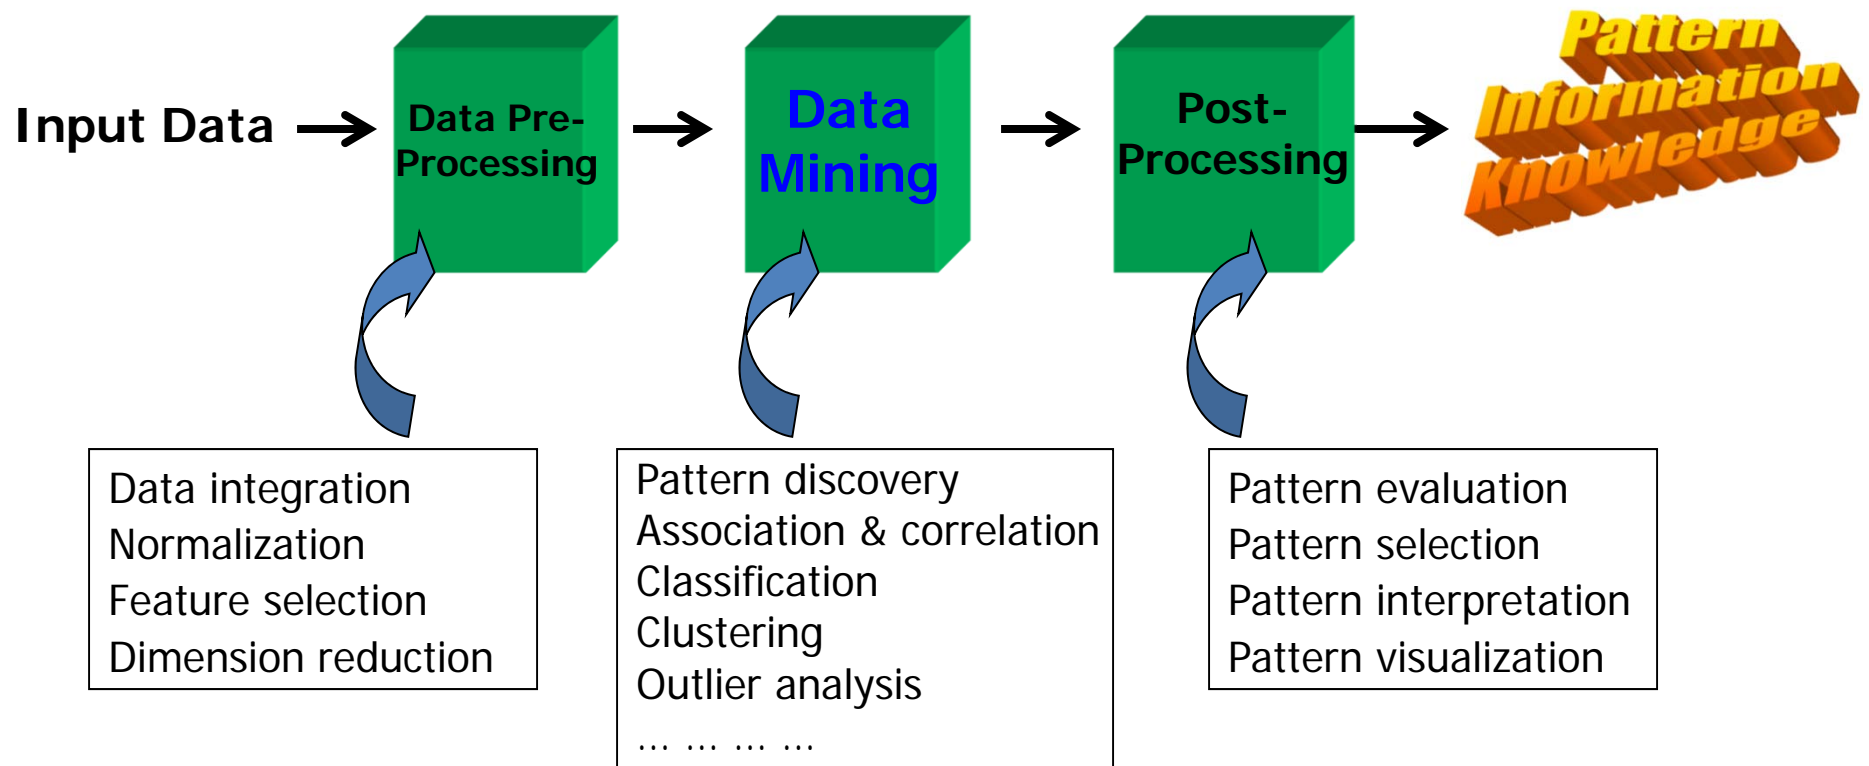 Input Data
Data Pre-
Processing
Data
Mining
Post-
Processing
Pattern
Information
Knowledge
Data integration
Normalization
Feature selection
Dimension reduction
Pattern discovery
Association & correlation
Classification
Clustering
Outlier analysis
… … … …
Pattern evaluation
Pattern selection
Pattern interpretation
Pattern visualization